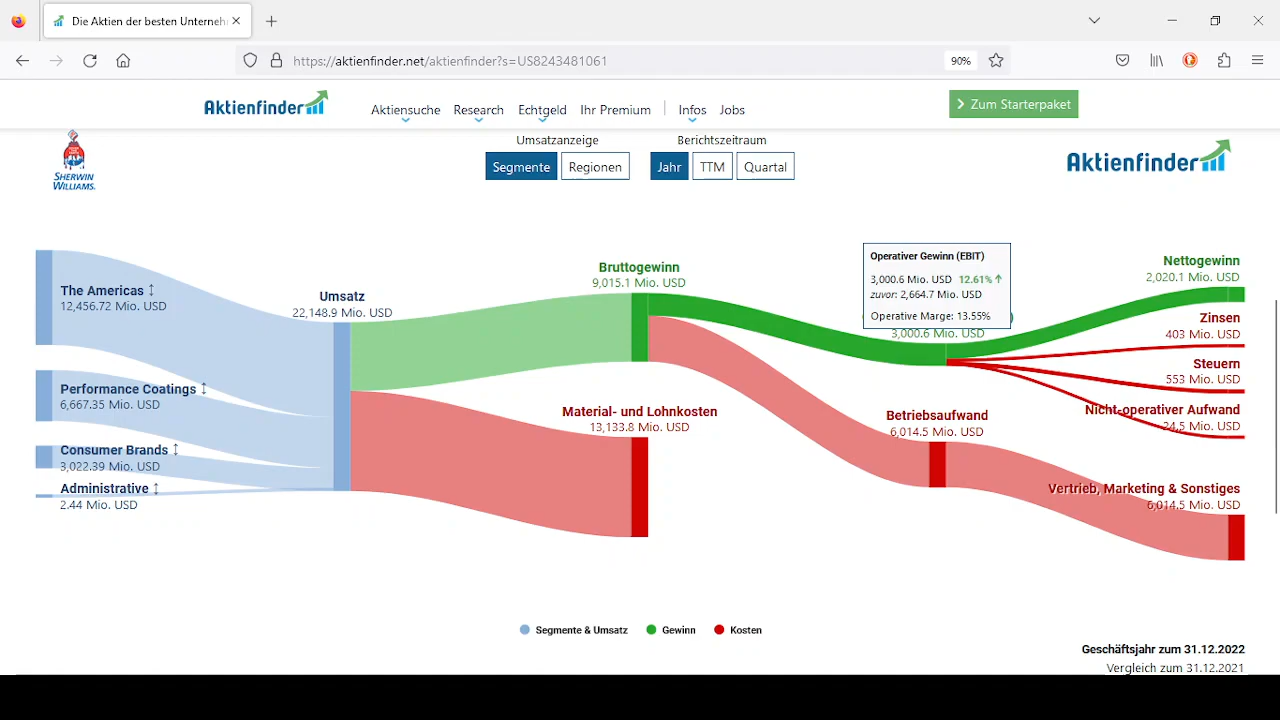 Die Aktien der besten Unterneh
https://aktienfinder.net/aktienfinder?s=US8243481061
90%
Aktienfinder
Aktiensuche
Research
Echtgeld
Ihr Premium
Infos
Jobs
Zum Starterpaket
SHERWIN
WILLIAMS.
Umsatzanzeige
Segmente
Regionen
Berichtszeitraum
Jahr
TTM
Quartal
Aktienfinder
The Americas ↕
12,456.72 Mio. USD
Performance Coatings ↕
6,667.35 Mio. USD
Consumer Brands ↕
3,022.39 Mio. USD
Administrative ↕
2.44 Mio. USD
Umsatz
22,148.9 Mio. USD
Bruttogewinn
9,015.1 Mio. USD
Material- und Lohnkosten
13,133.8 Mio. USD
Operativer Gewinn (EBIT)
3,000.6 Mio. USD 12.61% ↑
zuvor: 2,664.7 Mio. USD
Operative Marge: 13.55%
3,000.6 Mio. USD
Betriebsaufwand
6,014.5 Mio. USD
Nettogewinn
2,020.1 Mio. USD
Zinsen
403 Mio. USD
Steuern
553 Mio. USD
Nicht-operativer Aufwand
24.5 Mio. USD
Vertrieb, Marketing & Sonstiges
6,014.5 Mio. USD
Segmente & Umsatz
Gewinn
Kosten
Geschäftsjahr zum 31.12.2022
Vergleich zum 31.12.2021